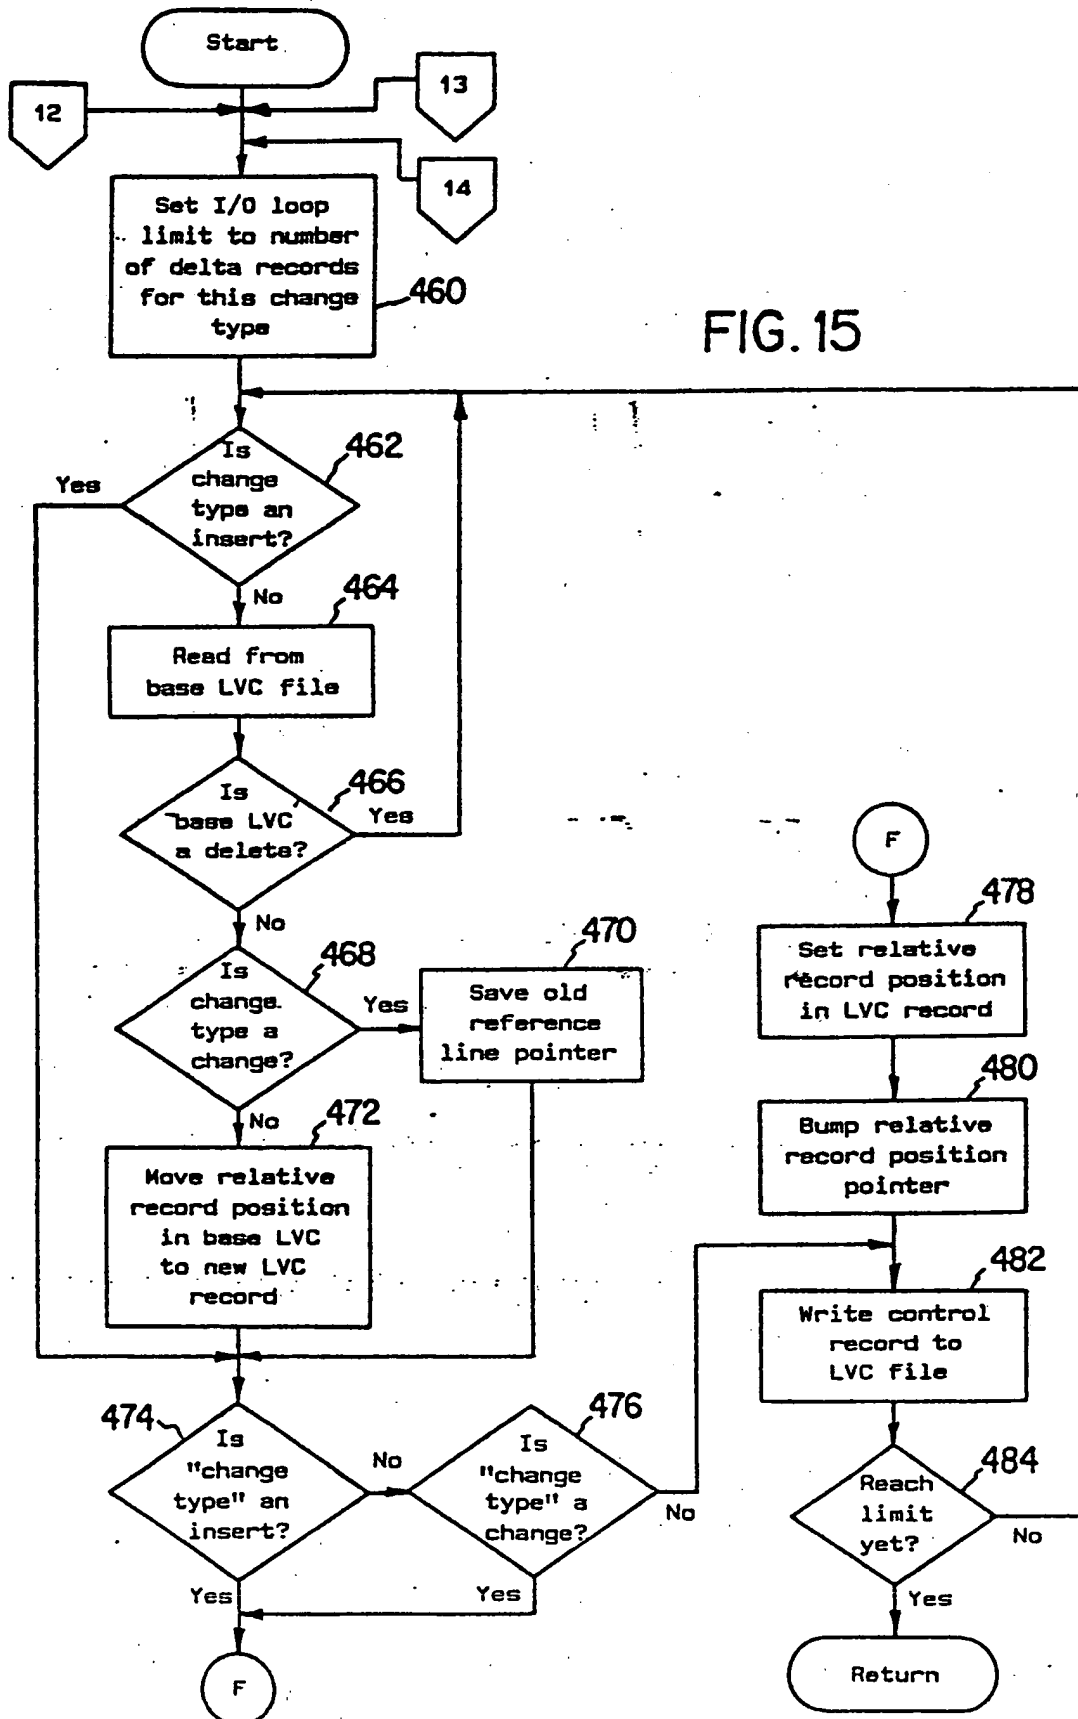 Start
12
13
14
Set I/O loop
limit to number
of delta records
for this change
type
460
FIG. 15
Is
change
type an
insert?
462
Yes
No
464
Read from
base LVC file
Is
base LVC
a delete?
466
Yes
No
Is
change
type a
change?
468
Yes
470
Save old
reference
line pointer
No
472
Move relative
record position
in base LVC
to new LVC
record
474
Is
"change
type" an
insert?
No
476
Is
"change
type" a
change?
No
Yes
Yes
F
F
478
Set relative
record position
in LVC record
480
Bump relative
record position
pointer
482
Write control
record to
LVC file
484
Reach
limit
yet?
No
Yes
Return